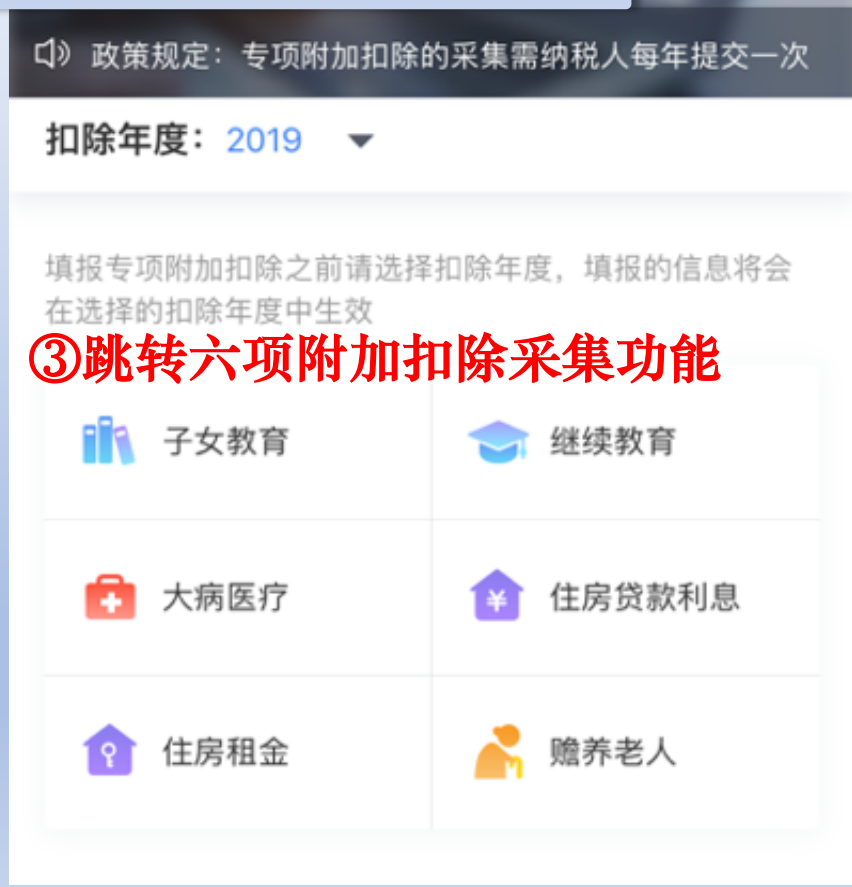 政策规定：专项附加扣除的采集需纳税人每年提交一次
扣除年度：2019
填报专项附加扣除之前请选择扣除年度，填报的信息将会
在选择的扣除年度中生效
③跳转六项附加扣除采集功能
子女教育
继续教育
大病医疗
¥
住房贷款利息
住房租金
赡养老人